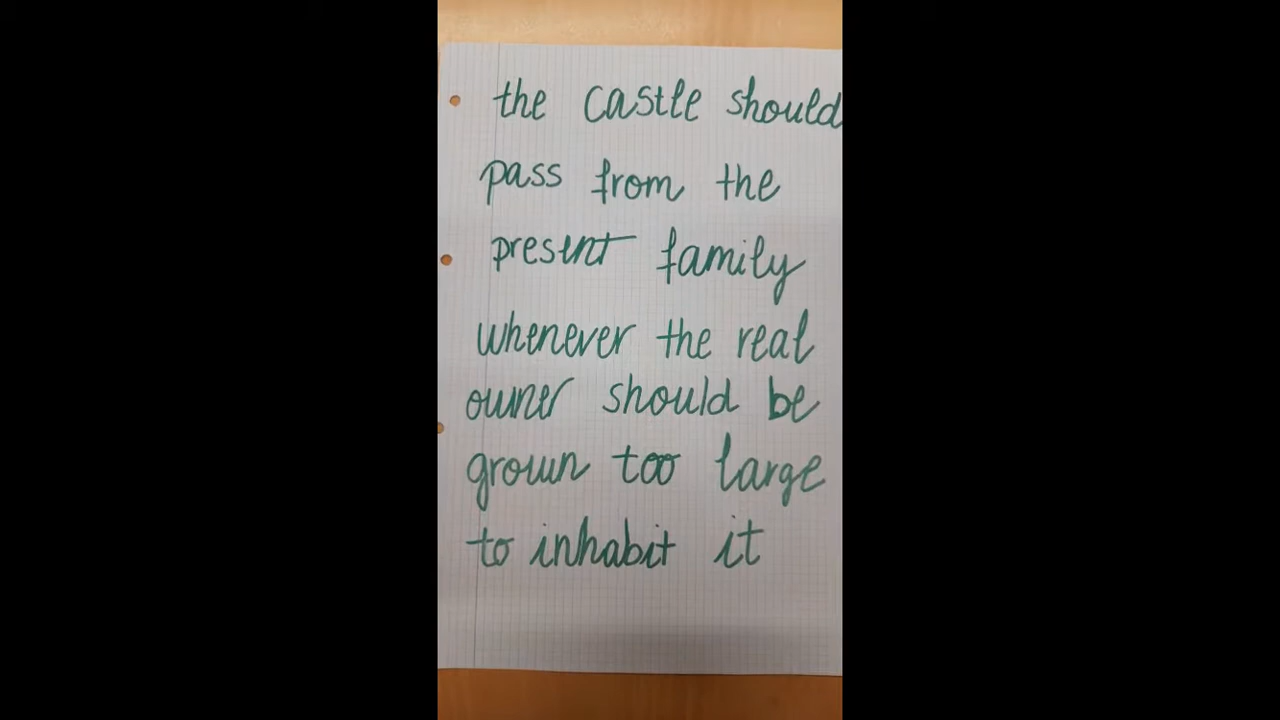 the castle should
pass from the
present family
whenever the real
owner should be
grown too large
to inhabit it